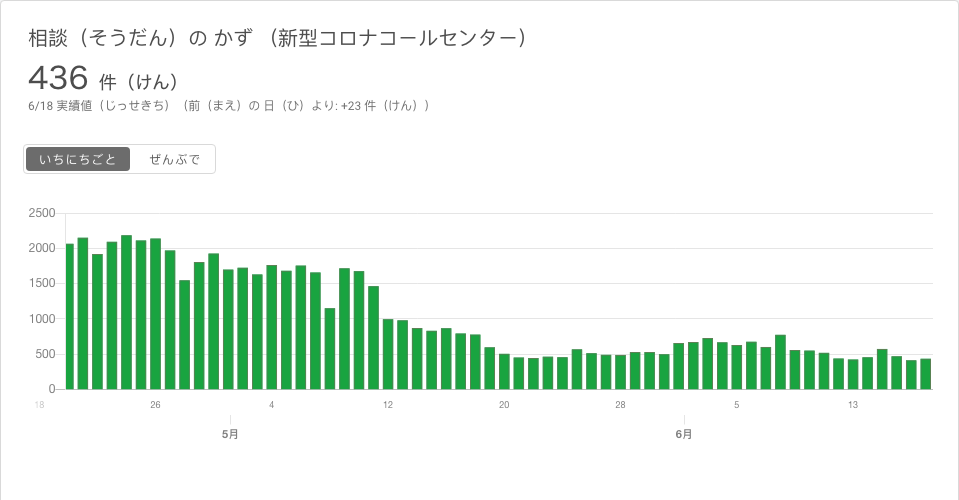 相談（そうだん）の かず （新型コロナコールセンター）
436 件（けん）
6/18 実績値（じっせきち）（前（まえ）の 日（ひ）より: +23 件（けん））
いちにちごと ぜんぶで
2500
2000
1500
1000
500
0
18 26 4 12 20 28 5 13
5月 6月